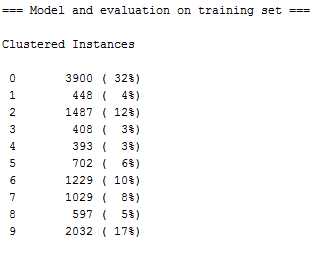 === Model and evaluation on training set ===
Clustered Instances
0 3900 ( 32%)
1 448 ( 4%)
2 1487 ( 12%)
3 408 ( 3%)
4 393 ( 3%)
5 702 ( 6%)
6 1229 ( 10%)
7 1029 ( 8%)
8 597 ( 5%)
9 2032 ( 17%)